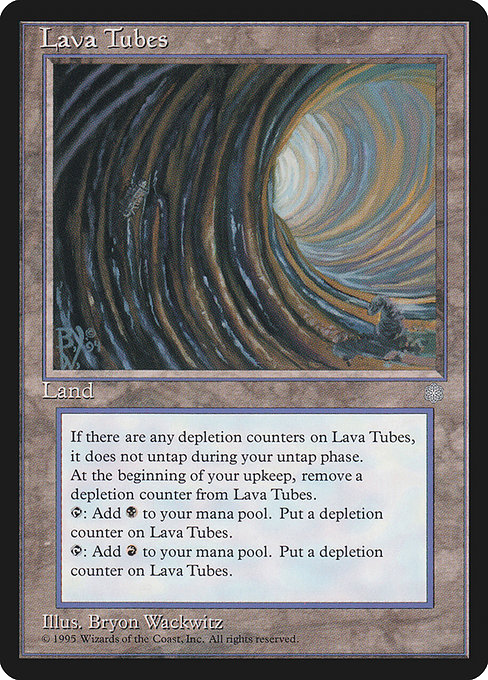 Lava Tubes
Land
If there are any depletion counters on Lava Tubes,
it does not untap during your untap phase.
At the beginning of your upkeep, remove a
depletion counter from Lava Tubes.
: Add to your mana pool. Put a depletion
counter on Lava Tubes.
: Add to your mana pool. Put a depletion
counter on Lava Tubes.
Illus. Bryon Wackwitz
© 1995 Wizards of the Coast, Inc. All rights reserved.